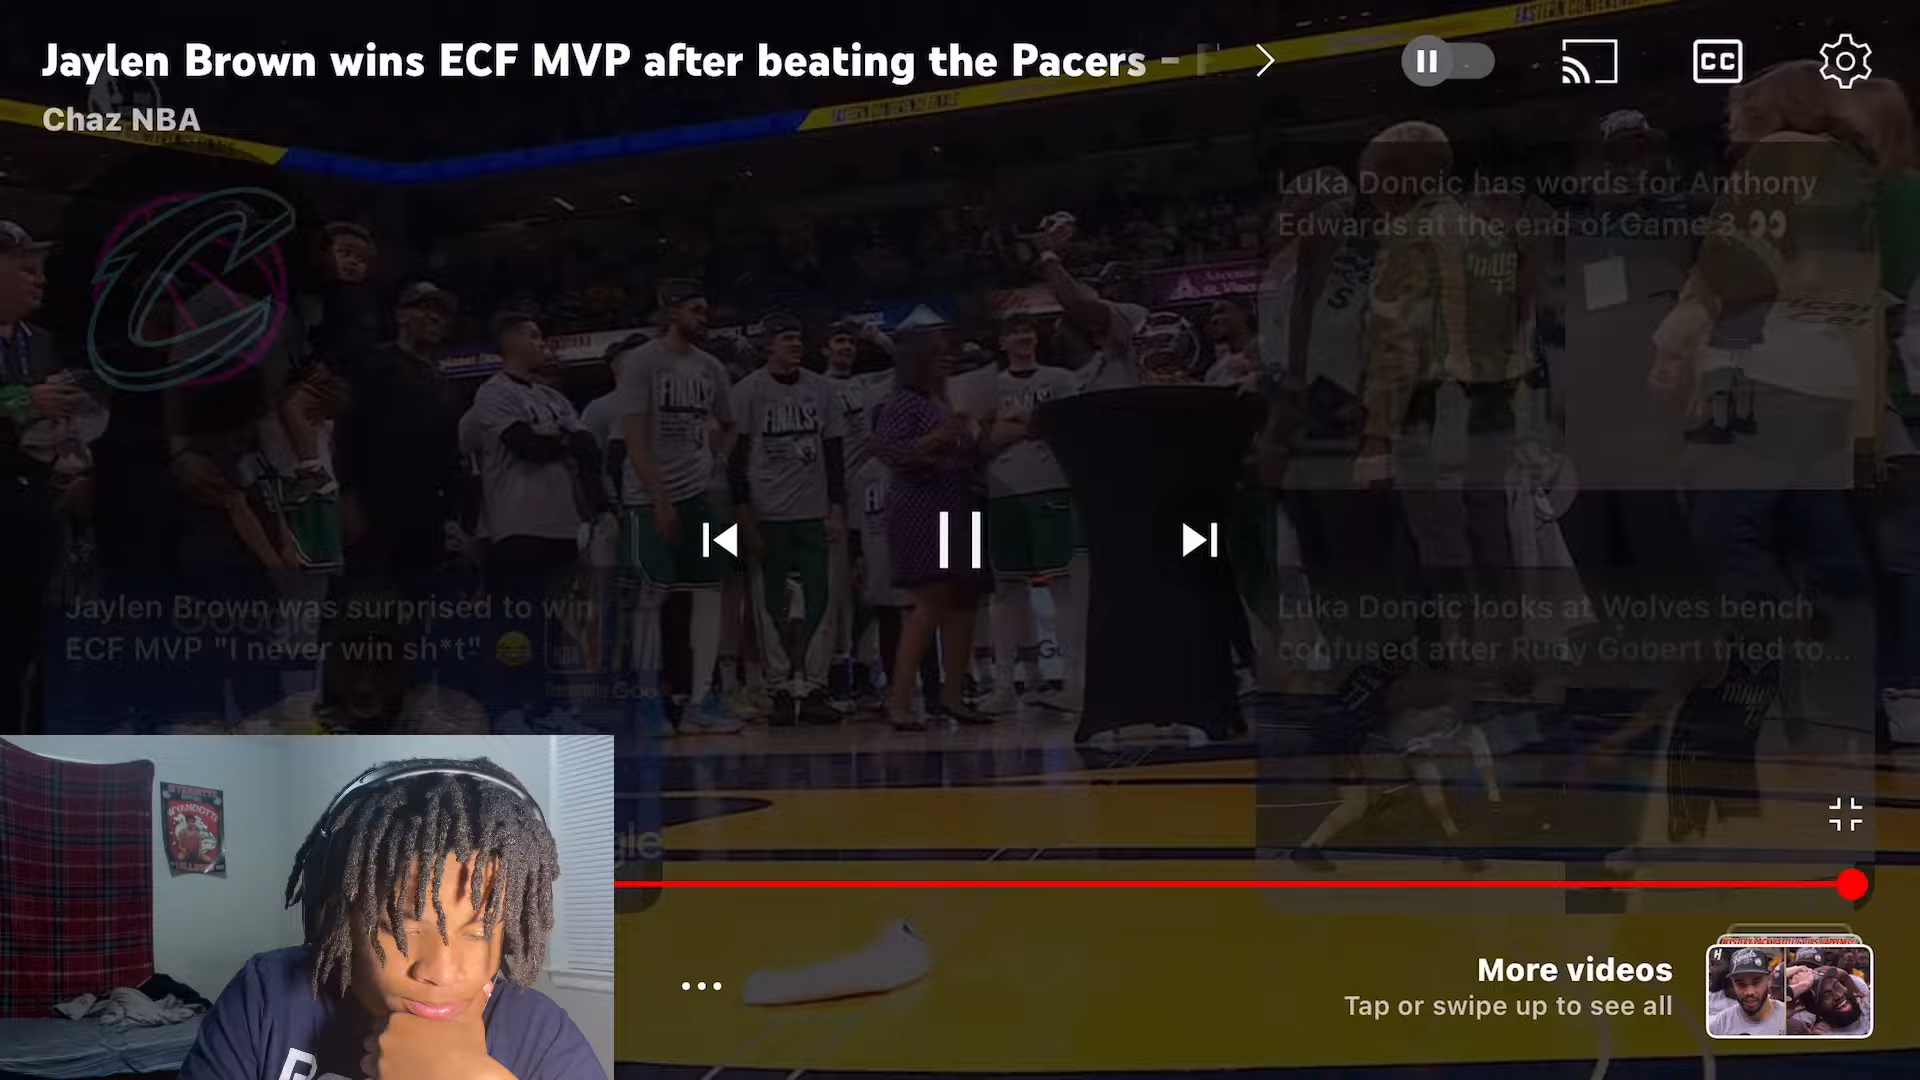 Jaylen Brown wins ECF MVP after beating the Pacers -
Chaz NBA
CC
Luka Doncic has words for Anthony
Edwards at the end of Game 3 👀
FINALS
FINALS
Jaylen Brown was surprised to win
ECF MVP "I never win sh*t" 😂
Luka Doncic looks at Wolves bench
confused after Rudy Gobert tried to....
WYANDOTTE
More videos
Tap or swipe up to see all